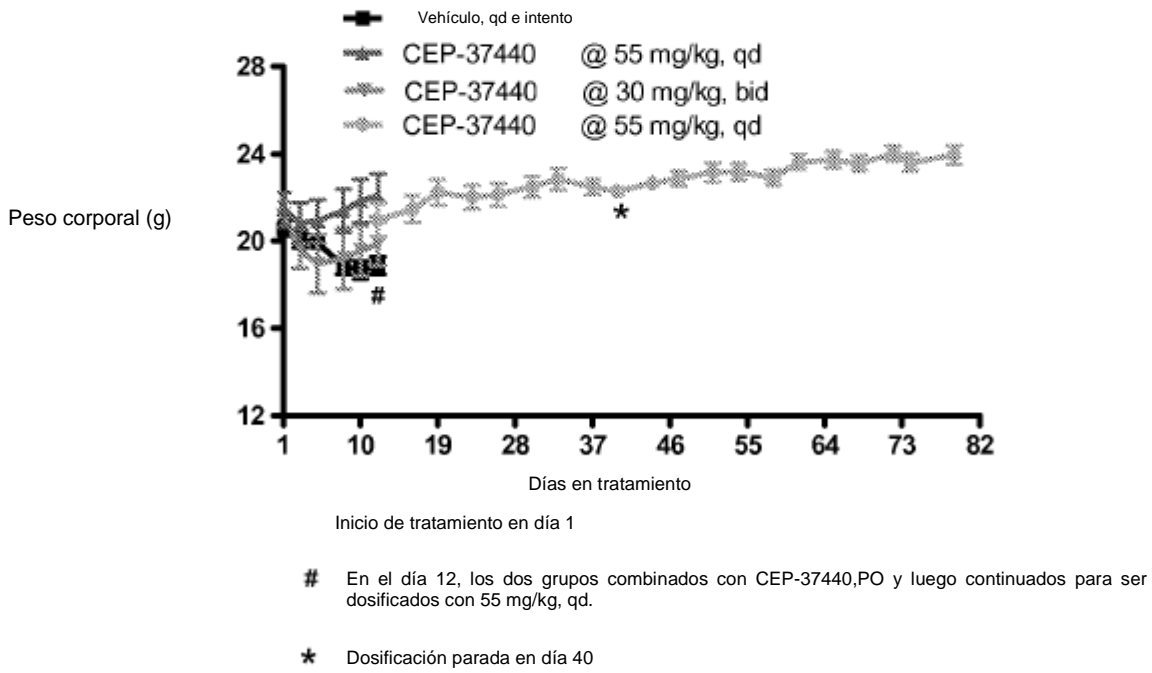 Vehículo, qd e intento
CEP-37440 @ 55 mg/kg, qd
CEP-37440 @ 30 mg/kg, bid
CEP-37440 @ 55 mg/kg, qd
28
24
20
16
12
Peso corporal (g)
*
#
1 10 19 28 37 46 55 64 73 82
Días en tratamiento
Inicio de tratamiento en día 1
# En el día 12, los dos grupos combinados con CEP-37440,PO y luego continuados para ser
dosificados con 55 mg/kg, qd.
* Dosificación parada en día 40